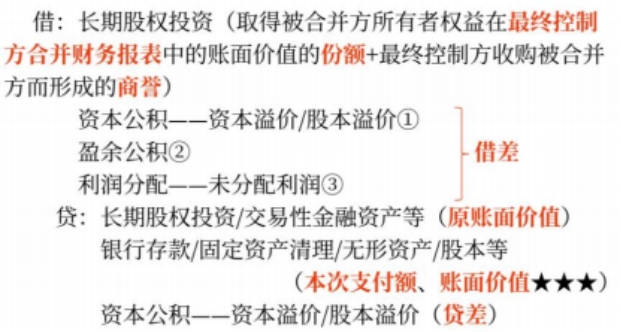 借：长期股权投资（取得被合并方所有者权益在最终控制
方合并财务报表中的账面价值的份额+最终控制方收购被合并
方而形成的商誉）
资本公积——资本溢价/股本溢价①
盈余公积②
借差
利润分配——未分配利润③
贷：长期股权投资/交易性金融资产等（原账面价值）
银行存款/固定资产清理/无形资产/股本等
（本次支付额、账面价值★★★）
资本公积——资本溢价/股本溢价（贷差）